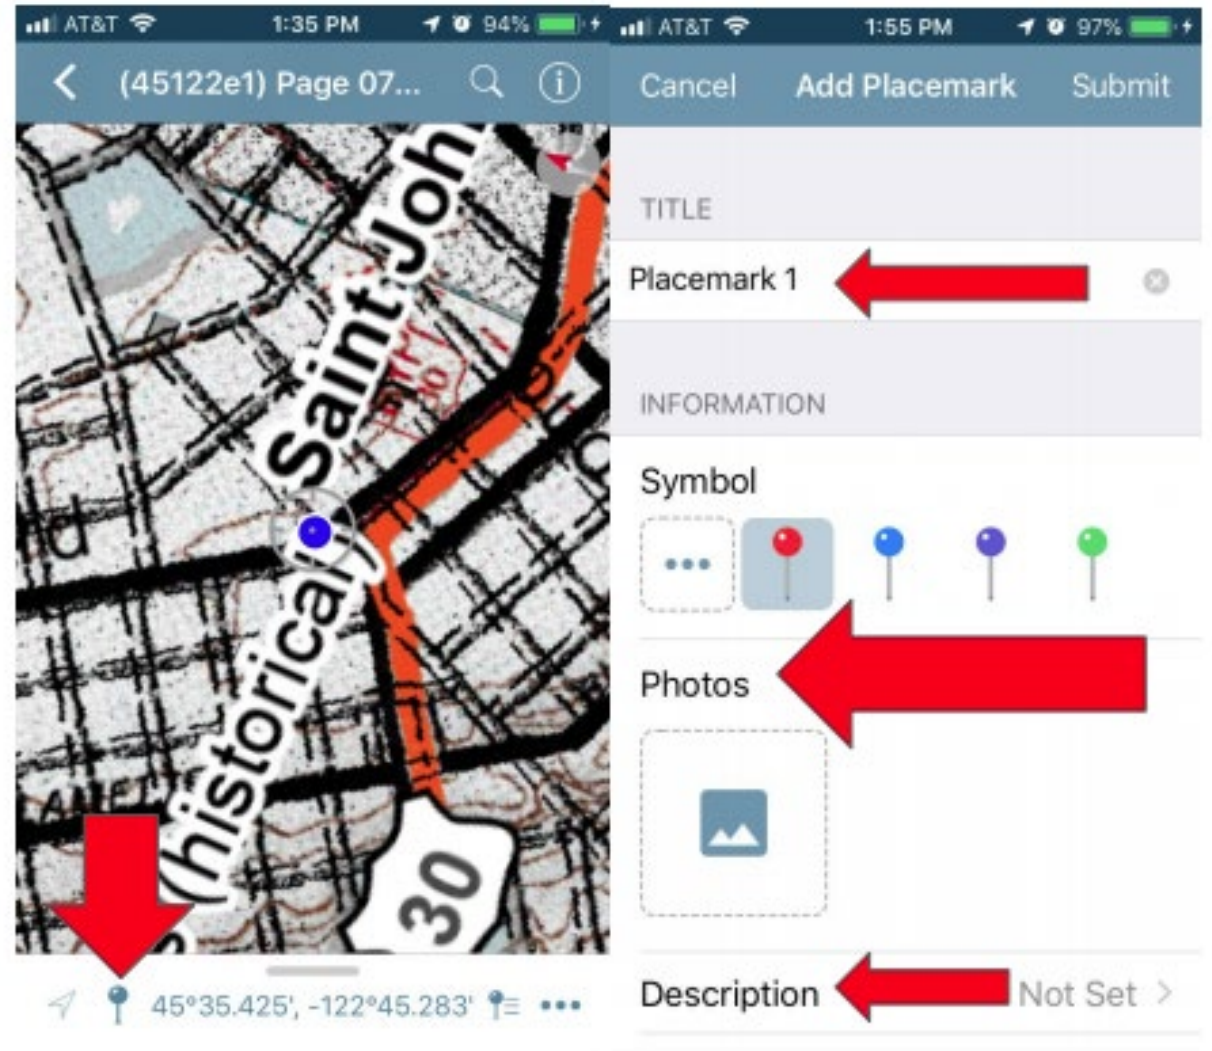 AT&T 1:35 PM 94%
(45122e1) Page 07...
Saint Joh
(historical)
30
45°35.425', -122°45.283'
AT&T 1:55 PM 97%
Cancel Add Placemark Submit
TITLE
Placemark 1
INFORMATION
Symbol
Photos
Description Not Set